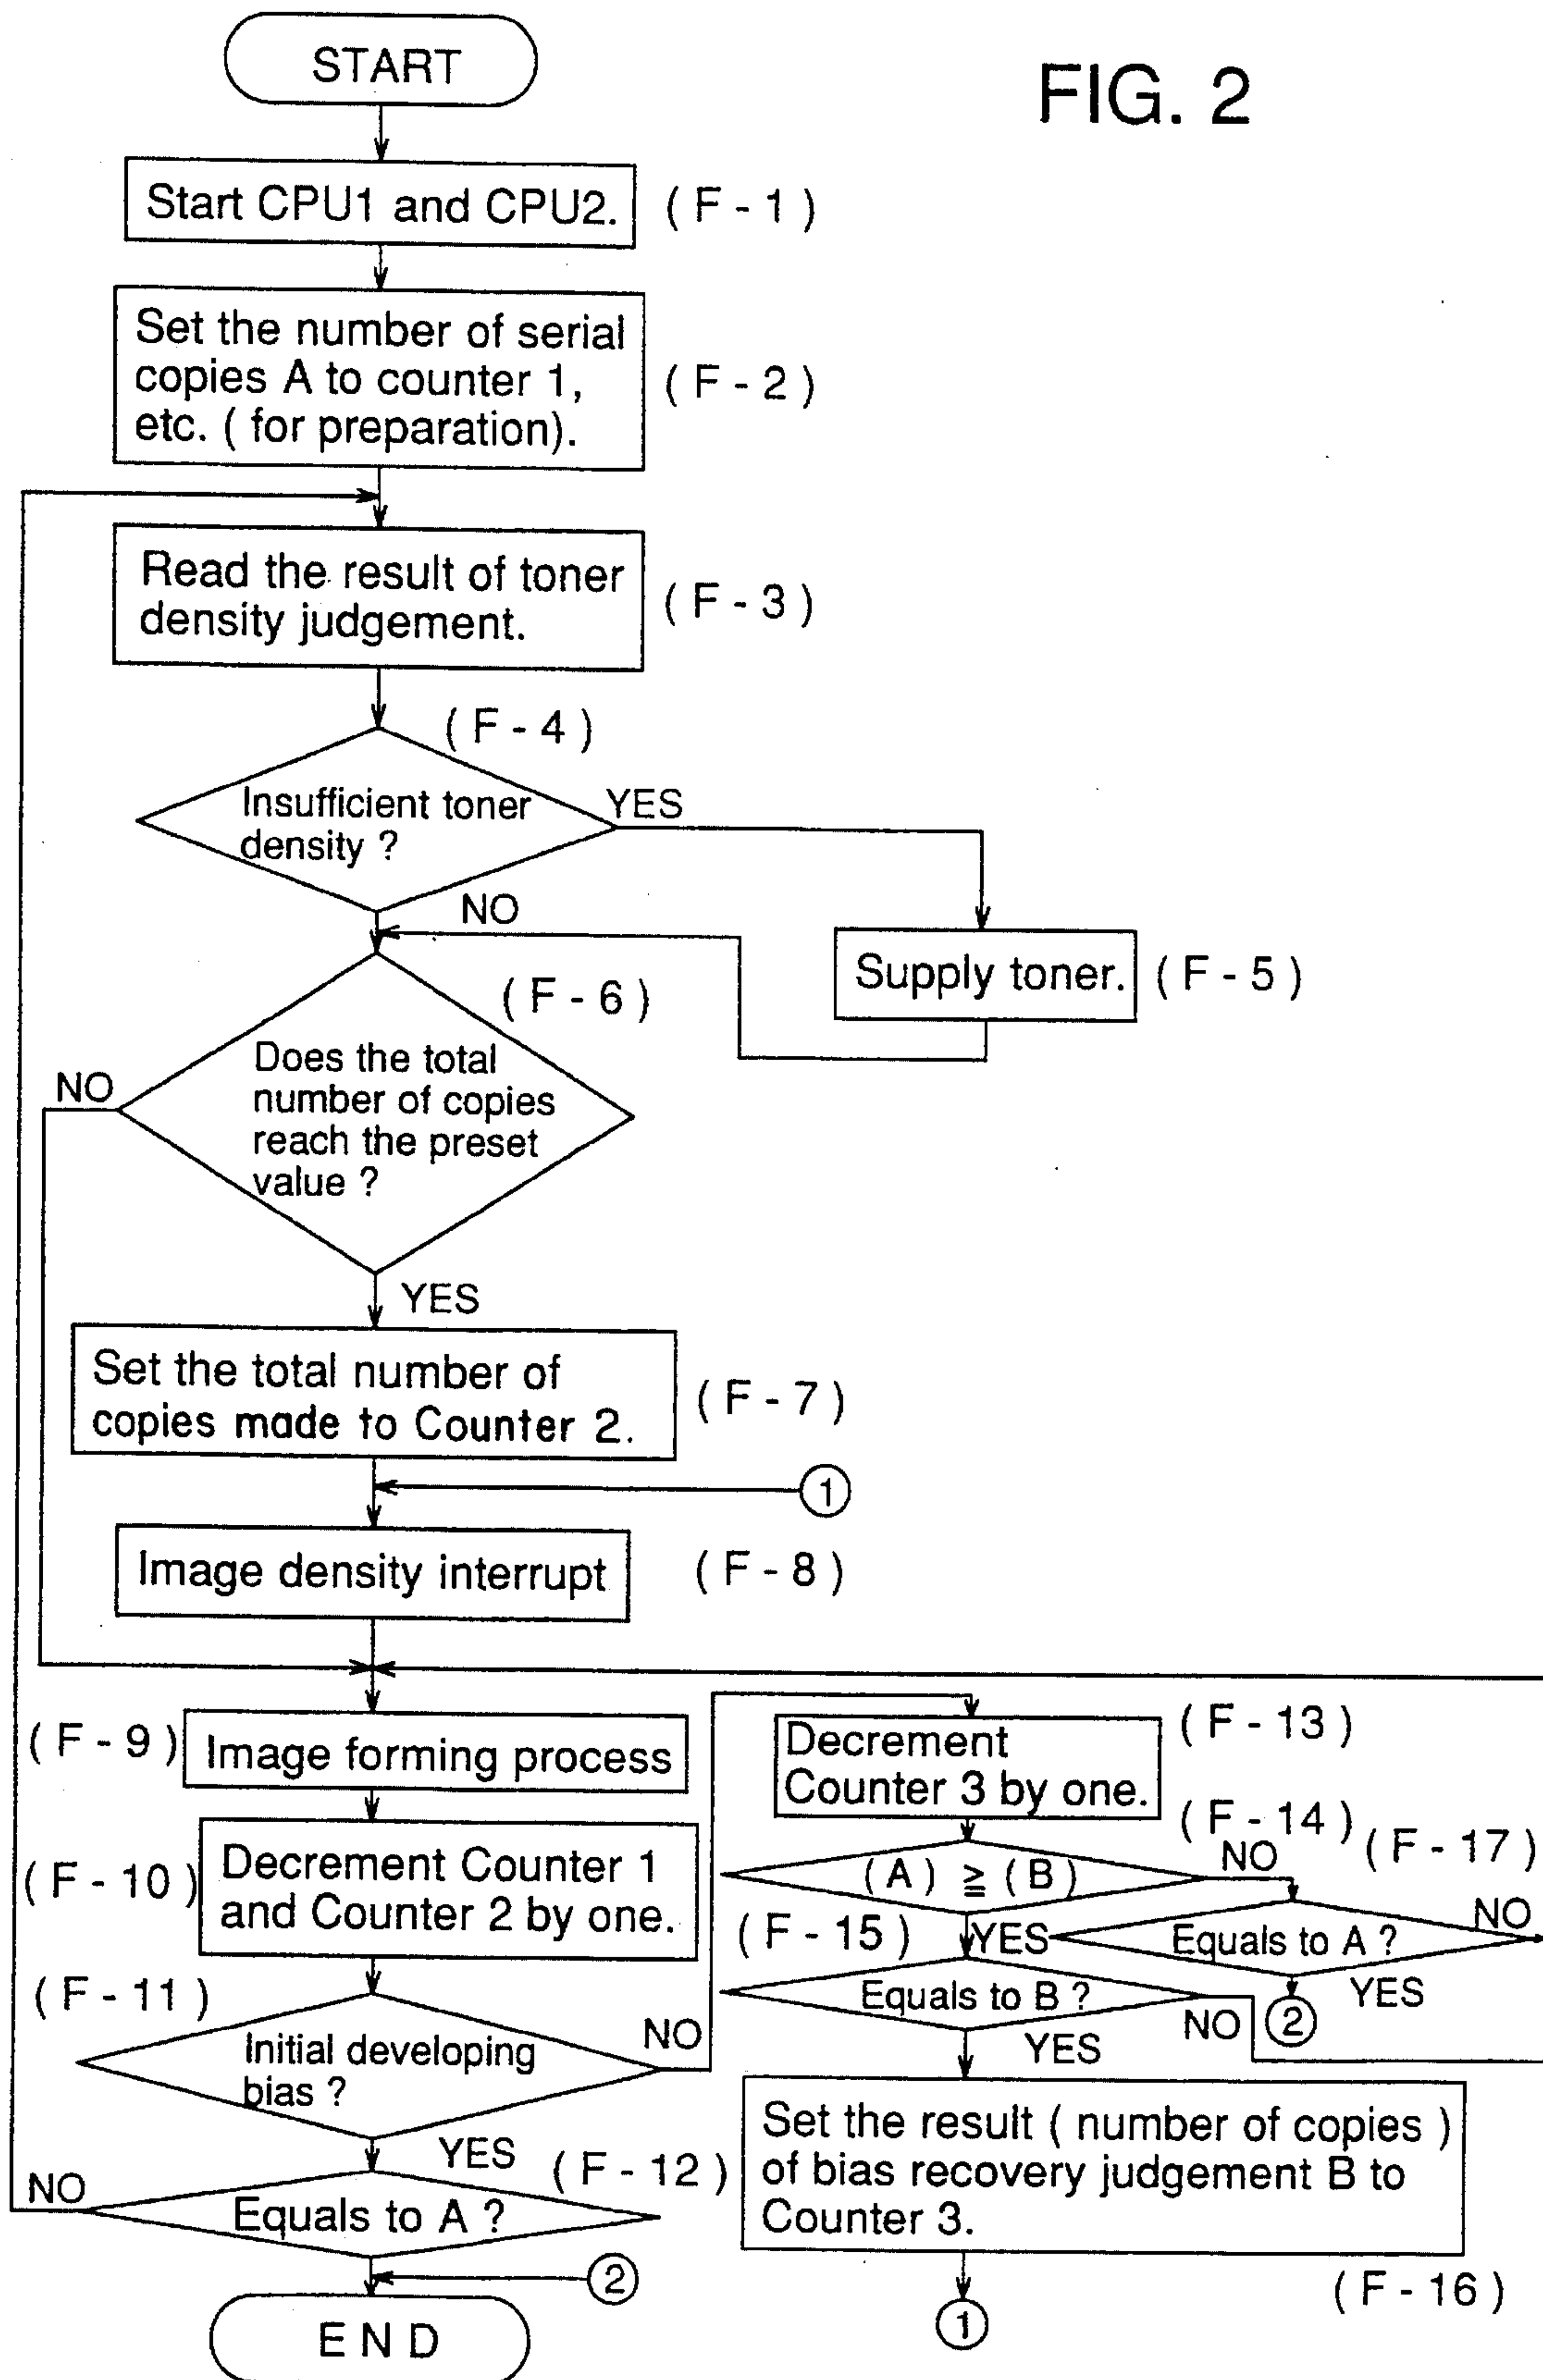 START
FIG. 2
Start CPU1 and CPU2.
( F - 1 )
Set the number of serial
copies A to counter 1,
etc. ( for preparation).
( F - 2 )
Read the result of toner
density judgement.
( F - 3 )
( F - 4 )
Insufficient toner
density ?
YES
NO
Supply toner.
( F - 5 )
( F - 6 )
Does the total
number of copies
reach the preset
value ?
NO
YES
Set the total number of
copies made to Counter 2.
( F - 7 )
1
Image density interrupt
( F - 8 )
( F - 9 )
Image forming process
( F - 10 )
Decrement Counter 1
and Counter 2 by one.
( F - 11 )
Initial developing
bias ?
NO
YES
( F - 12 )
Equals to A ?
NO
2
E N D
Decrement
Counter 3 by one.
( F - 13 )
( F - 14 )
( A ) ≧ ( B )
NO
YES
( F - 17 )
Equals to A ?
NO
YES
2
( F - 15 )
Equals to B ?
NO
YES
Set the result ( number of copies )
of bias recovery judgement B to
Counter 3.
( F - 16 )
1